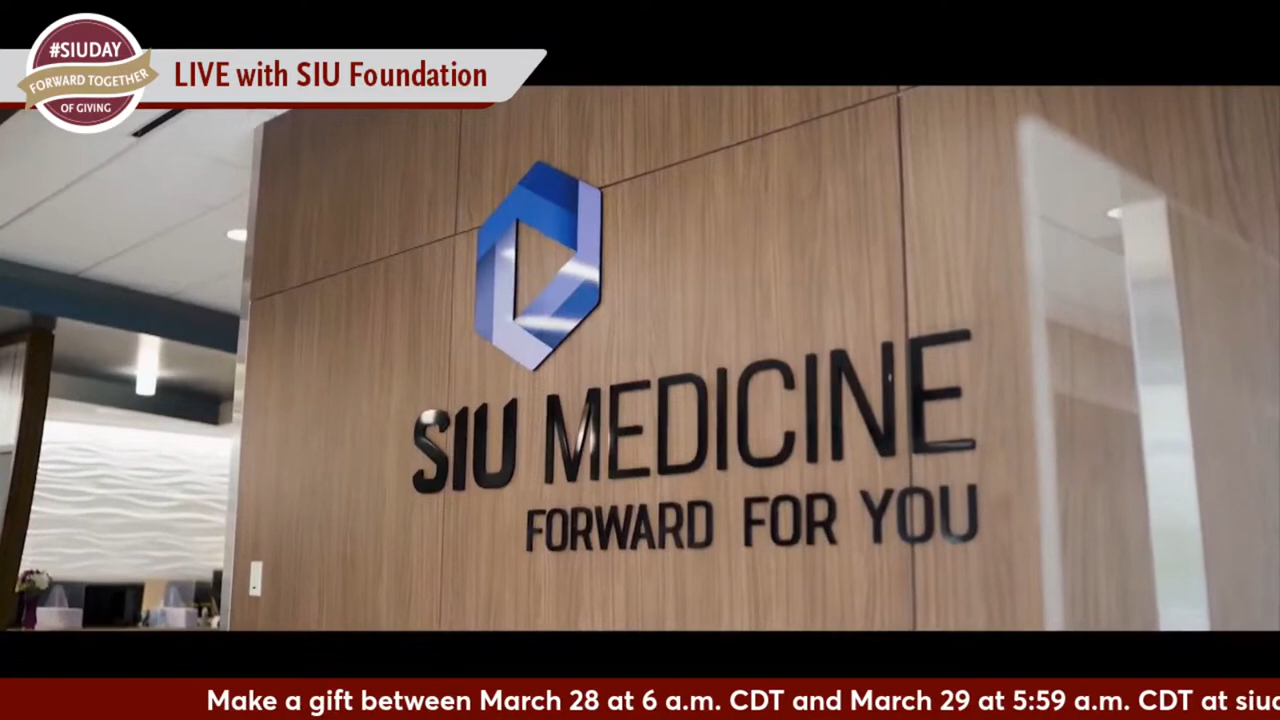 #SIUDAY
FORWARD TOGETHER
OF GIVING
LIVE with SIU Foundation
SIU MEDICINE
FORWARD FOR YOU
Make a gift between March 28 at 6 a.m. CDT and March 29 at 5:59 a.m. CDT at